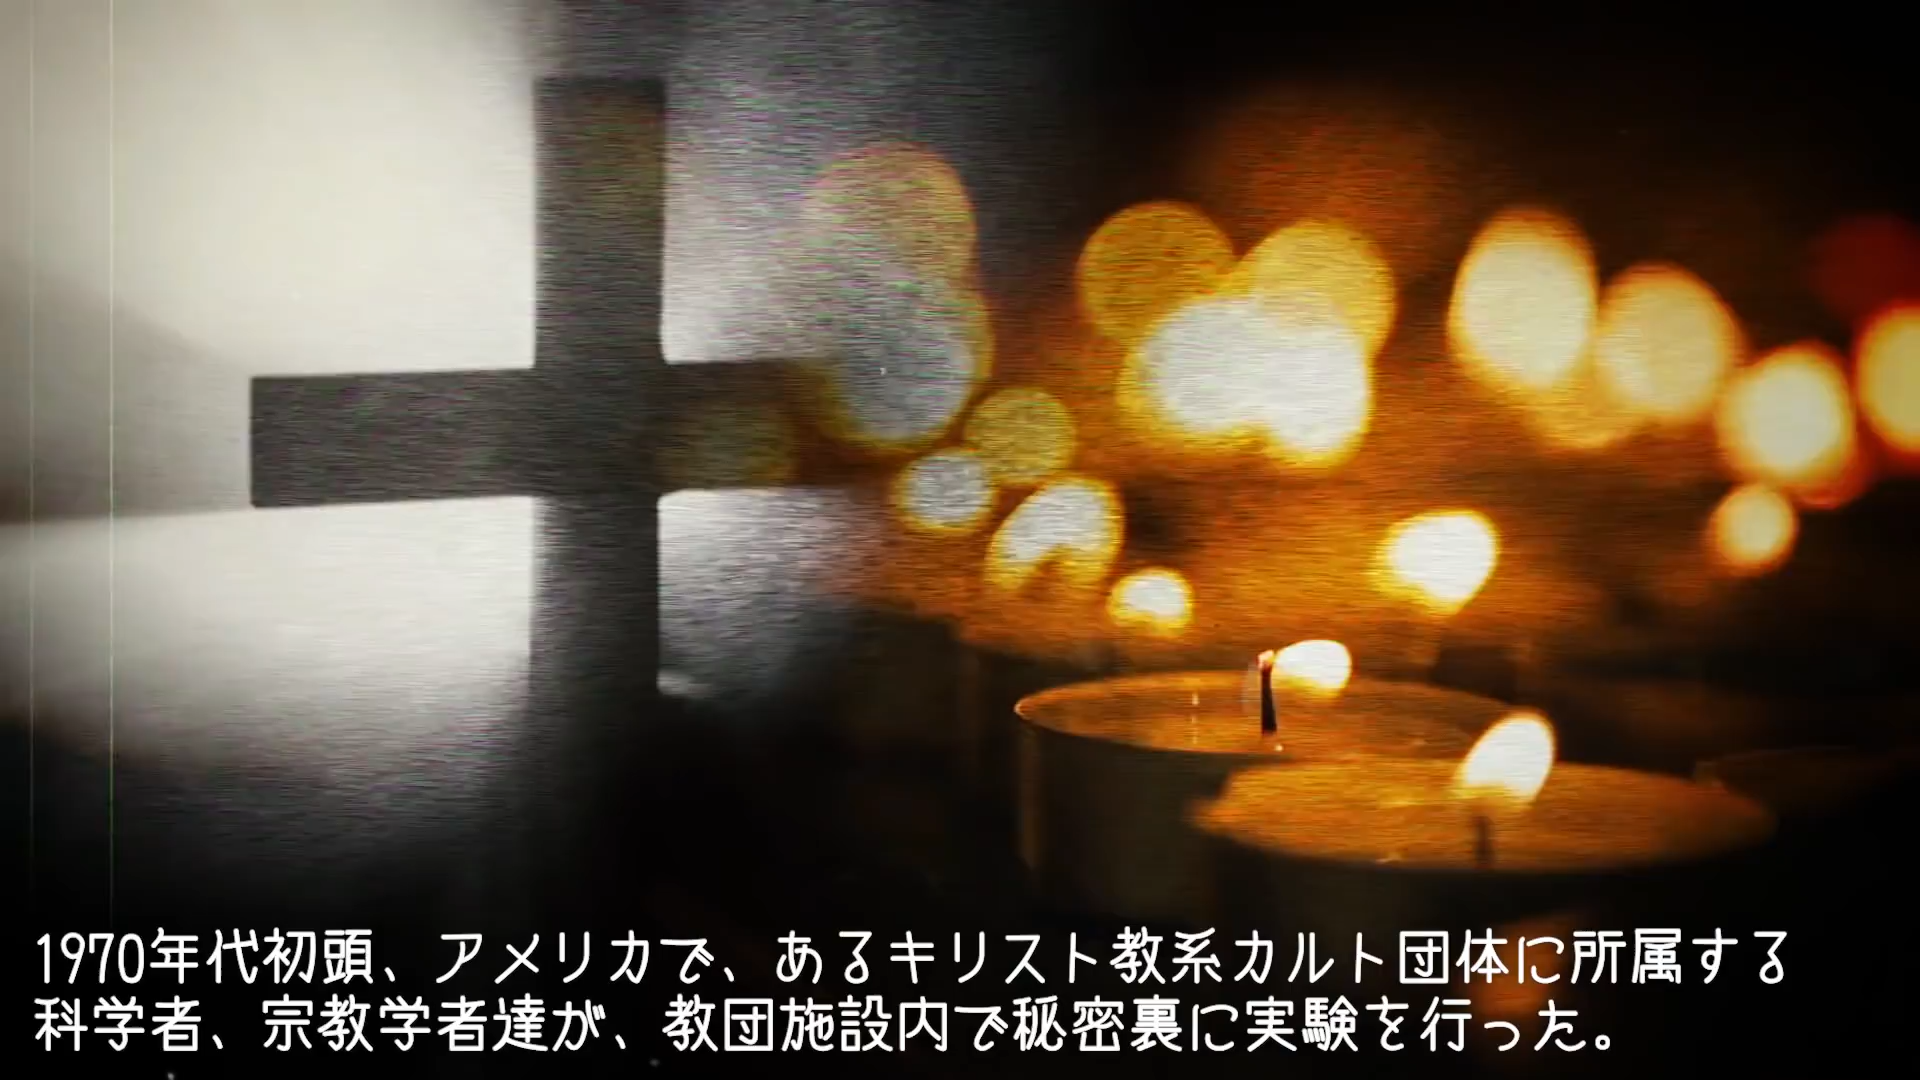 1970年代初頭、アメリカで、あるキリスト教系カルト団体に所属する
科学者、宗教学者達が、教団施設内で秘密裏に実験を行った。